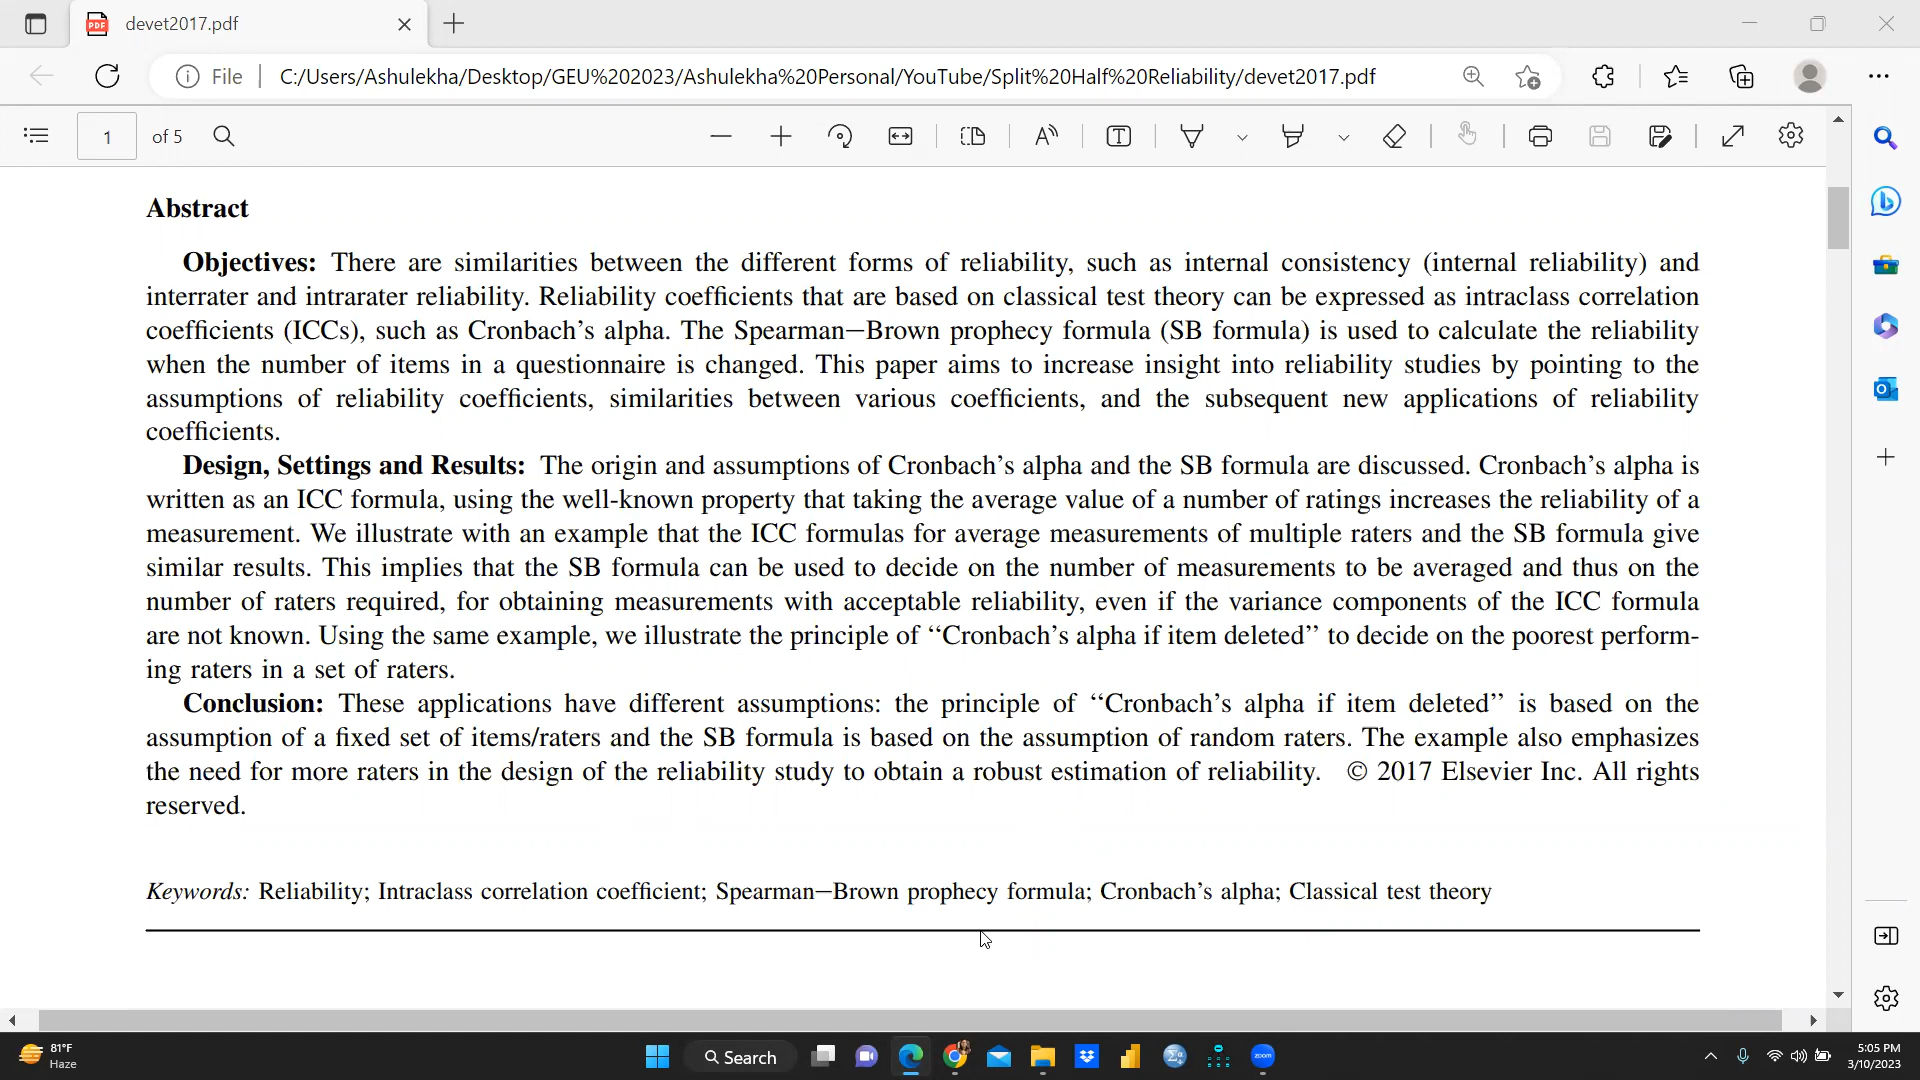 devet2017.pdf
File
C:/Users/Ashulekha/Desktop/GEU%202023/Ashulekha%20Personal/YouTube/Split%20Half%20Reliability/devet2017.pdf
1 of 5
Abstract
Objectives: There are similarities between the different forms of reliability, such as internal consistency (internal reliability) and
interrater and intrarater reliability. Reliability coefficients that are based on classical test theory can be expressed as intraclass correlation
coefficients (ICCs), such as Cronbach's alpha. The Spearman–Brown prophecy formula (SB formula) is used to calculate the reliability
when the number of items in a questionnaire is changed. This paper aims to increase insight into reliability studies by pointing to the
assumptions of reliability coefficients, similarities between various coefficients, and the subsequent new applications of reliability
coefficients.
Design, Settings and Results: The origin and assumptions of Cronbach's alpha and the SB formula are discussed. Cronbach's alpha is
written as an ICC formula, using the well-known property that taking the average value of a number of ratings increases the reliability of a
measurement. We illustrate with an example that the ICC formulas for average measurements of multiple raters and the SB formula give
similar results. This implies that the SB formula can be used to decide on the number of measurements to be averaged and thus on the
number of raters required, for obtaining measurements with acceptable reliability, even if the variance components of the ICC formula
are not known. Using the same example, we illustrate the principle of ‘‘Cronbach's alpha if item deleted’’ to decide on the poorest perform-
ing raters in a set of raters.
Conclusion: These applications have different assumptions: the principle of ‘‘Cronbach's alpha if item deleted’’ is based on the
assumption of a fixed set of items/raters and the SB formula is based on the assumption of random raters. The example also emphasizes
the need for more raters in the design of the reliability study to obtain a robust estimation of reliability. © 2017 Elsevier Inc. All rights
reserved.
Keywords: Reliability; Intraclass correlation coefficient; Spearman–Brown prophecy formula; Cronbach's alpha; Classical test theory
81°F
Haze
Search
zoom
5:05 PM
3/10/2023